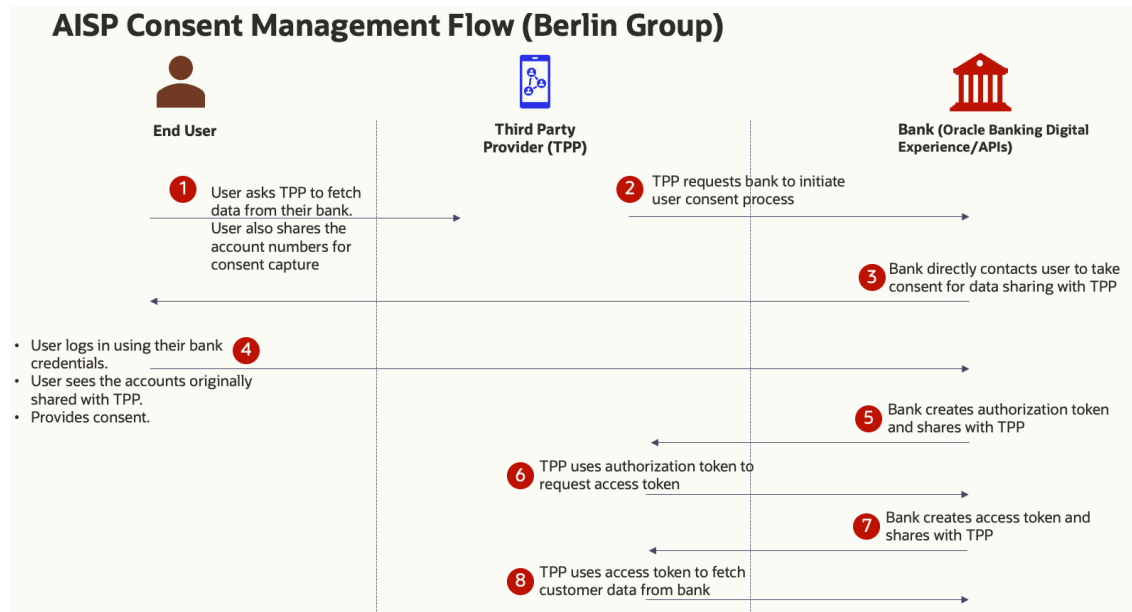 AISP Consent Management Flow (Berlin Group)
End User
Third Party
Provider (TPP)
Bank (Oracle Banking Digital
Experience/APIs)
1
User asks TPP to fetch
data from their bank.
User also shares the
account numbers for
consent capture
2
TPP requests bank to initiate
user consent process
3
Bank directly contacts user to take
consent for data sharing with TPP
4
• User logs in using their bank
credentials.
• User sees the accounts originally
shared with TPP.
• Provides consent.
5
Bank creates authorization token
and shares with TPP
6
TPP uses authorization token to
request access token
7
Bank creates access token and
shares with TPP
8
TPP uses access token to fetch
customer data from bank